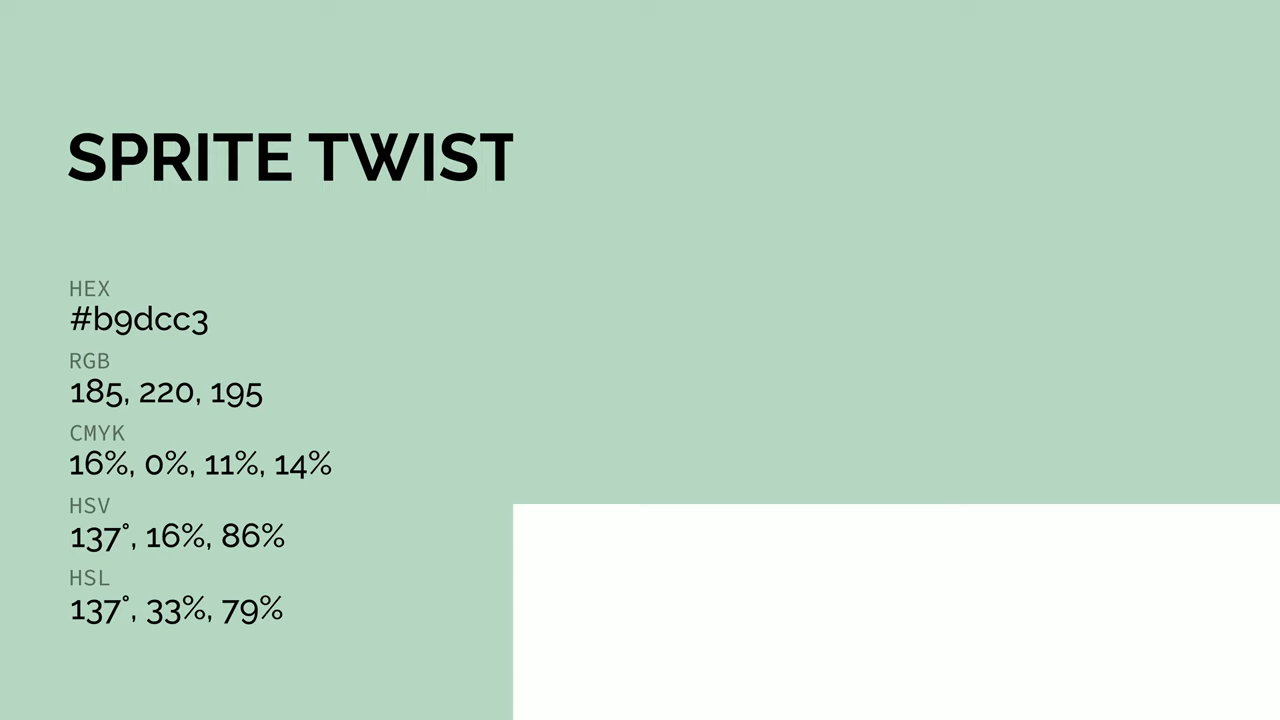 SPRITE TWIST
HEX
#b9dcc3
RGB
185, 220, 195
CMYK
16%, 0%, 11%, 14%
HSV
137°, 16%, 86%
HSL
137°, 33%, 79%